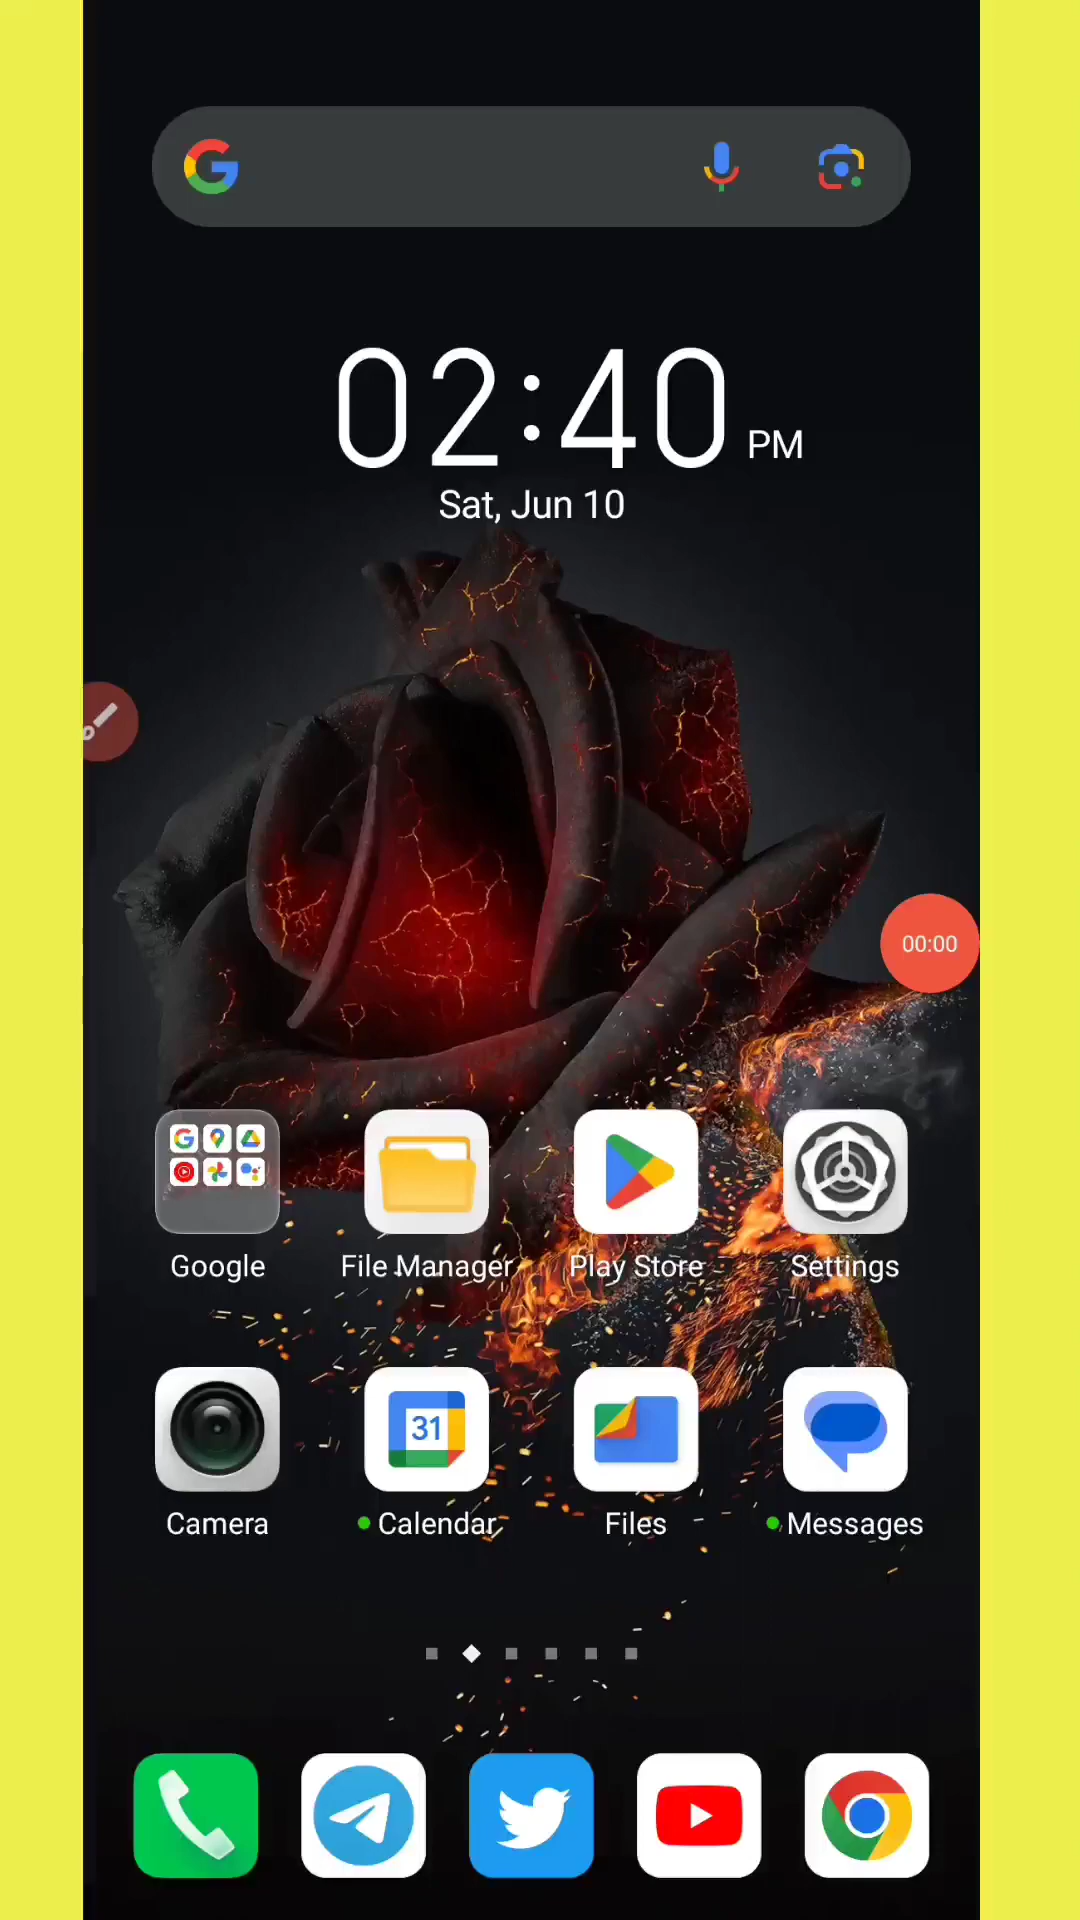 02:40 PM
Sat, Jun 10
00:00
Google File Manager Play Store Settings
31
Camera Calendar Files Messages